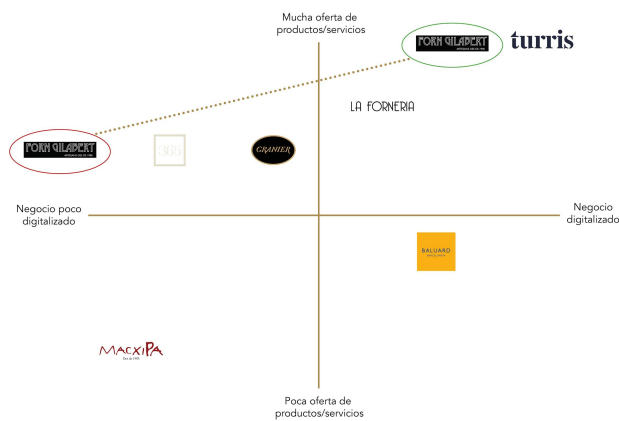 Mucha oferta de
productos/servicios
FORN GILABERT
turris
LA FORNERIA
FORN GILABERT
365
GRANIER
Negocio poco
digitalizado
Negocio
digitalizado
BALUARD
MACXIPA
Poca oferta de
productos/servicios